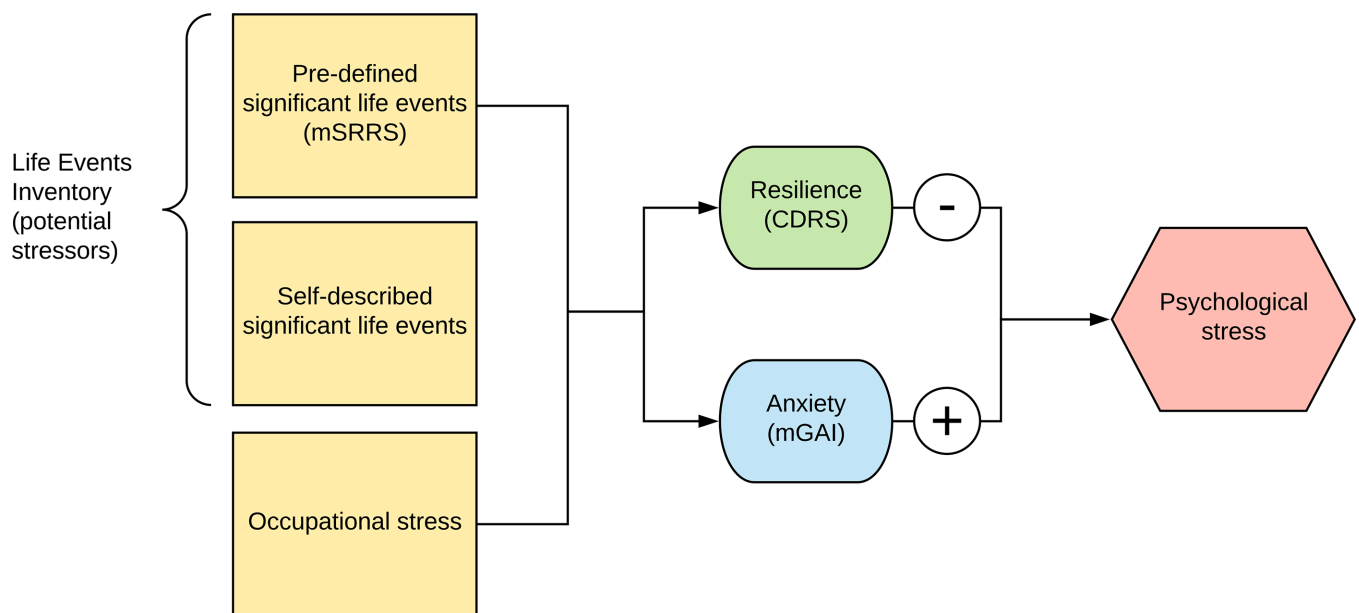 Life Events
Inventory
(potential
stressors)
Pre-defined
significant life events
(mSRRS)
Self-described
significant life events
Occupational stress
Resilience
(CDRS)
-
Anxiety
(mGAI)
+
Psychological
stress